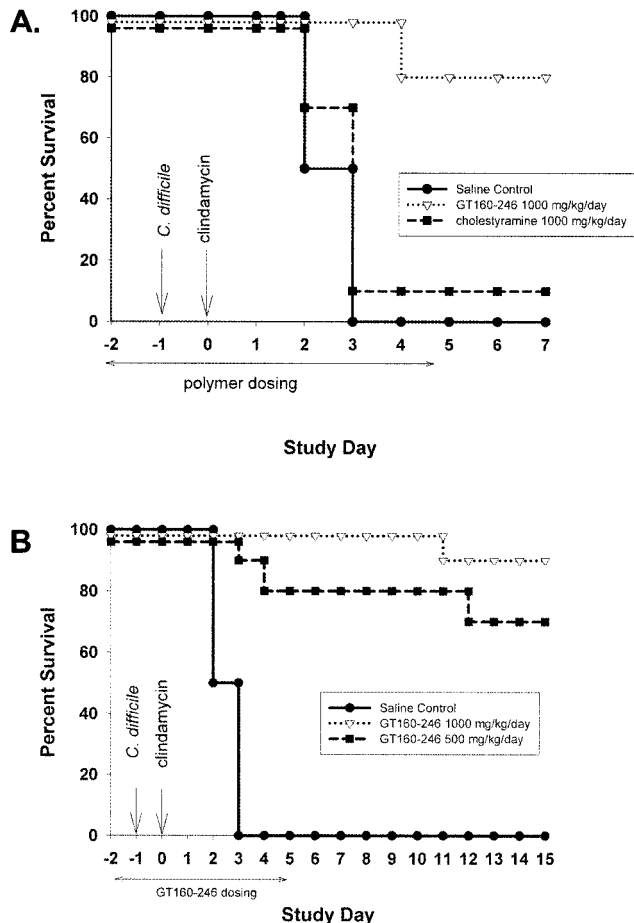 A.
Percent Survival
100
80
60
40
20
0
C. difficile
clindamycin
Saline Control
GT160-246 1000 mg/kg/day
cholestyramine 1000 mg/kg/day
-2 -1 0 1 2 3 4 5 6 7
polymer dosing
Study Day
B
Percent Survival
100
80
60
40
20
0
C. difficile
clindamycin
Saline Control
GT160-246 1000 mg/kg/day
GT160-246 500 mg/kg/day
-2 -1 0 1 2 3 4 5 6 7 8 9 10 11 12 13 14 15
GT160-246 dosing
Study Day